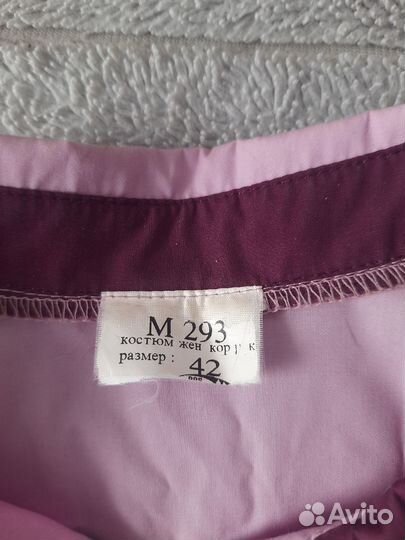 M 293
костюм жен кор р к
размер : 42
Avito